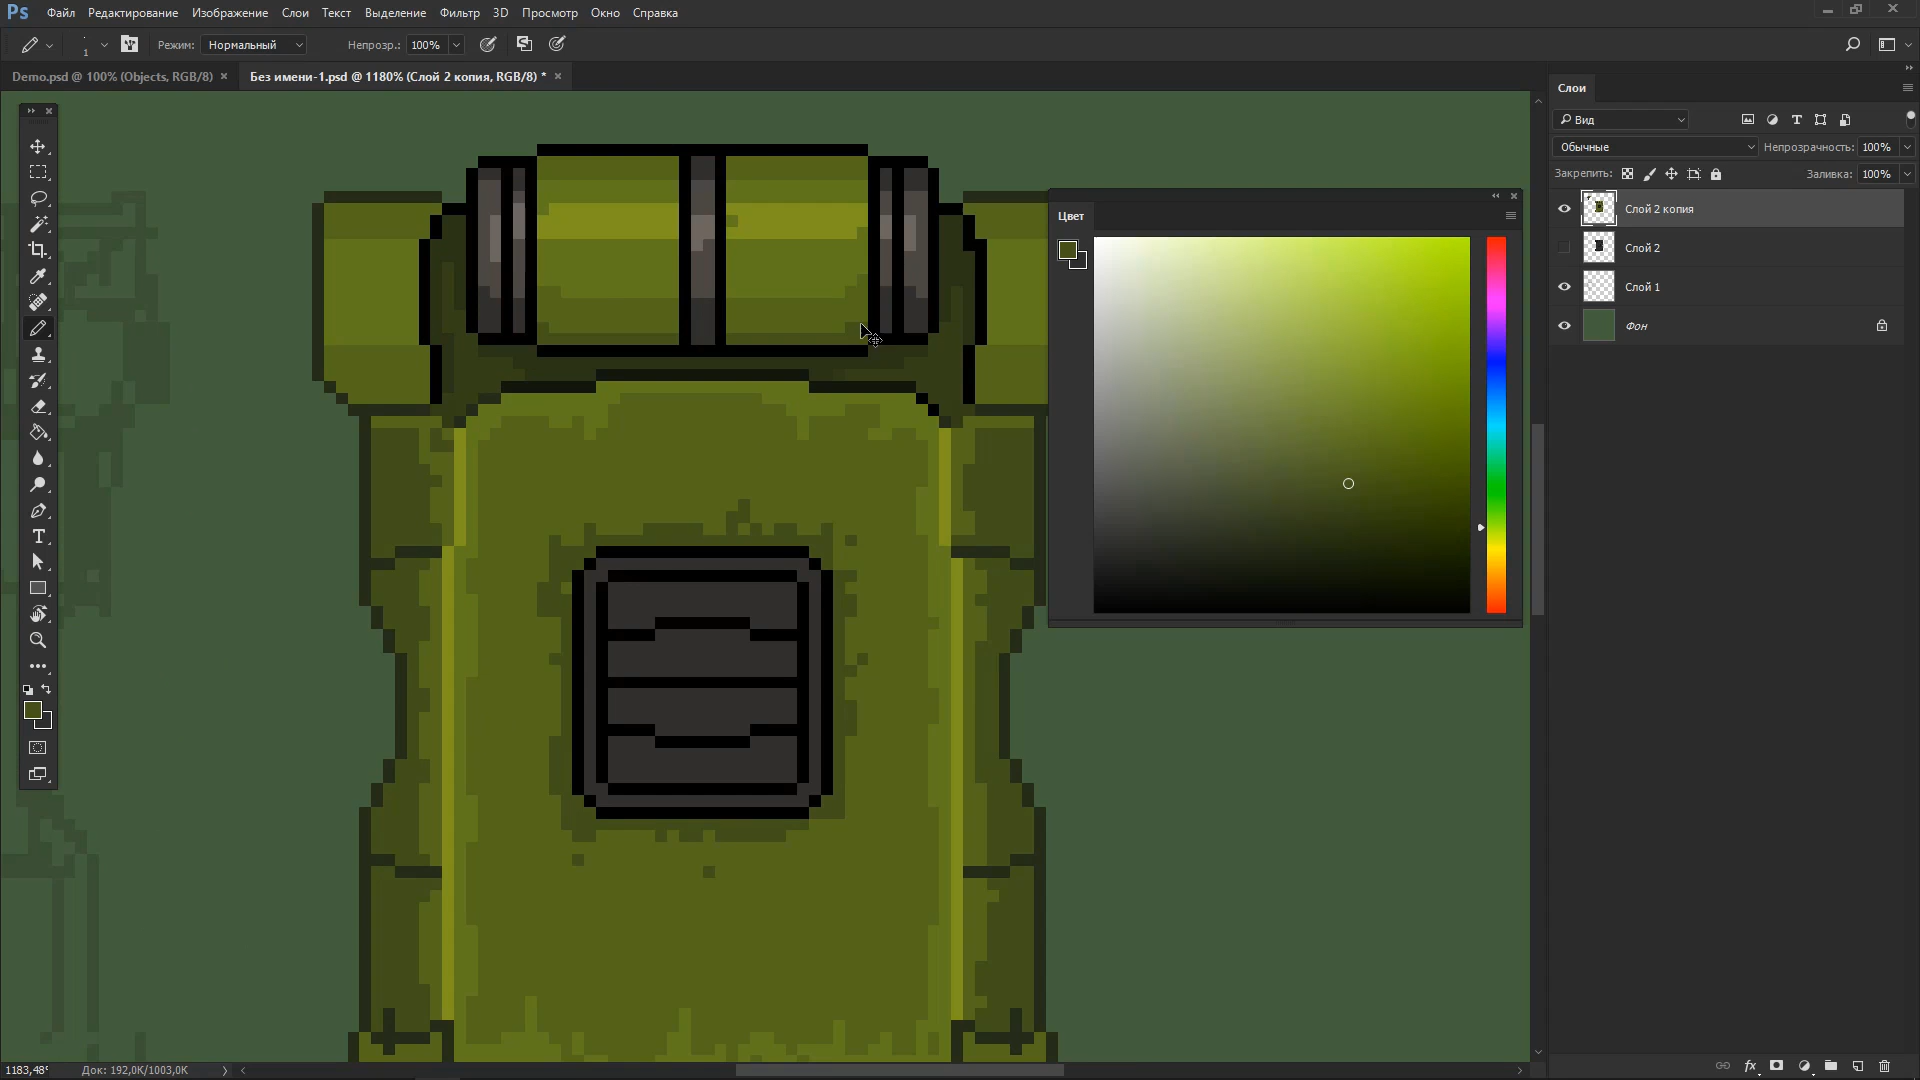 Ps Файл Редактирование Изображение Слои Текст Выделение Фильтр 3D Просмотр Окно Справка
1 Режим: Нормальный Непрозр.: 100%
Demo.psd @ 100% (Objects, RGB/8) × Без имени-1.psd @ 1180% (Слой 2 копия, RGB/8) * ×
Слои
Вид
Обычные Непрозрачность: 100%
Закрепить: Заливка: 100%
Слой 2 копия
Слой 2
Слой 1
Фон
Цвет
1183,48% Док: 192,0K/1003,0K